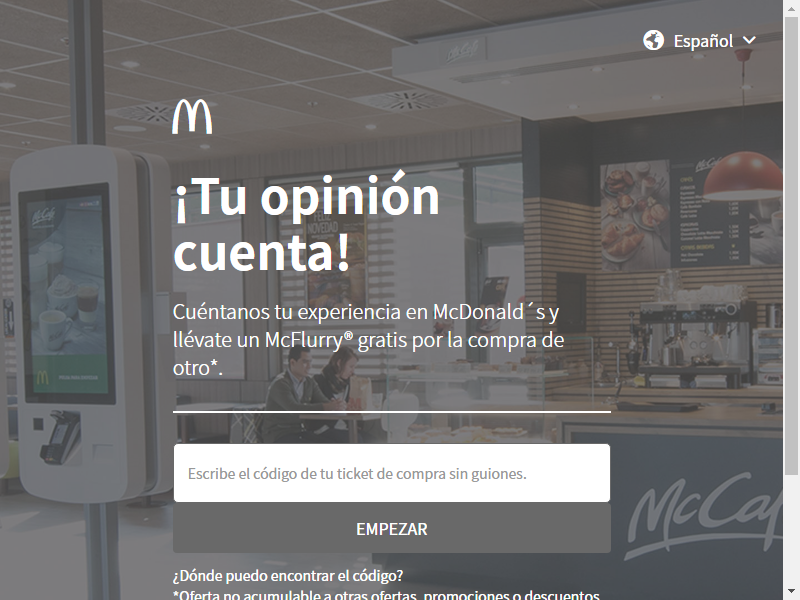 Español
¡Tu opinión
cuenta!
Cuéntanos tu experiencia en McDonald´s y
llévate un McFlurry® gratis por la compra de
otro*.
Escribe el código de tu ticket de compra sin guiones.
EMPEZAR
McCafé
¿Dónde puedo encontrar el código?
*Oferta no acumulable a otras ofertas, promociones o descuentos